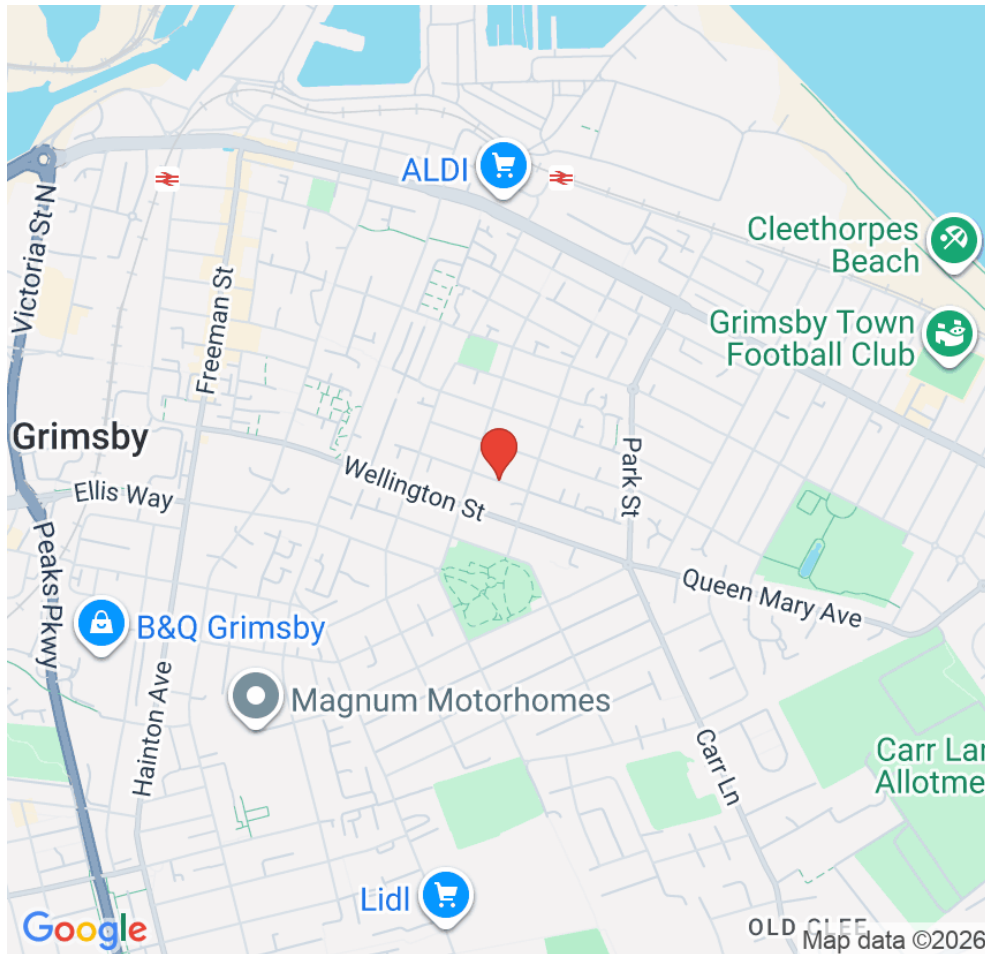 ALDI
Cleethorpes
Beach
Victoria St N
Freeman St
Grimsby Town
Football Club
Grimsby
Park St
Wellington St
Ellis Way
Peaks Pkwy
Queen Mary Ave
B&Q Grimsby
Hainton Ave
Magnum Motorhomes
Carr Ln
Carr Lan
Allotme
Lidl
Google
OLD CLEE
Map data ©2026